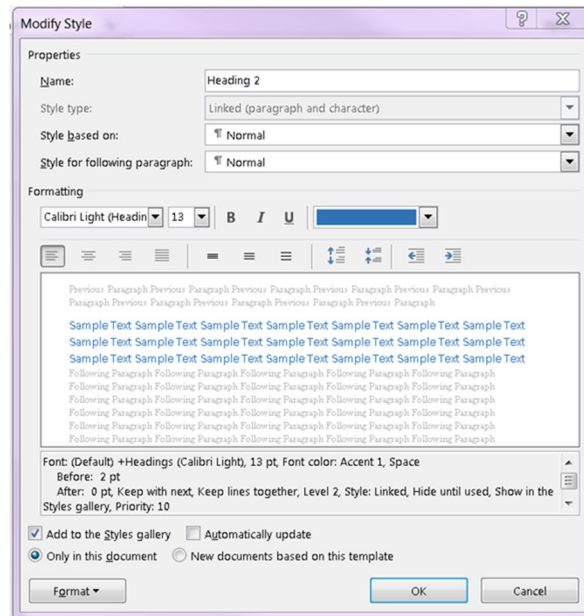 Modify Style
Properties
Name: Heading 2
Style type: Linked (paragraph and character)
Style based on: ¶ Normal
Style for following paragraph: ¶ Normal
Formatting
Calibri Light (Headin 13 B I U
Previous Paragraph Previous Paragraph Previous Paragraph Previous Paragraph Previous
Paragraph Previous Paragraph Previous Paragraph Previous Paragraph Previous Paragraph
Sample Text Sample Text Sample Text Sample Text Sample Text Sample Text Sample Text
Sample Text Sample Text Sample Text Sample Text Sample Text Sample Text Sample Text
Sample Text Sample Text Sample Text Sample Text Sample Text Sample Text Sample Text
Following Paragraph Following Paragraph Following Paragraph Following Paragraph
Following Paragraph Following Paragraph Following Paragraph Following Paragraph
Following Paragraph Following Paragraph Following Paragraph Following Paragraph
Following Paragraph Following Paragraph Following Paragraph Following Paragraph
Following Paragraph Following Paragraph Following Paragraph Following Paragraph
Following Paragraph Following Paragraph Following Paragraph Following Paragraph
Font: (Default) +Headings (Calibri Light), 13 pt, Font color: Accent 1, Space
Before: 2 pt
After: 0 pt, Keep with next, Keep lines together, Level 2, Style: Linked, Hide until used, Show in the
Styles gallery, Priority: 10
Add to the Styles gallery Automatically update
Only in this document New documents based on this template
Format OK Cancel